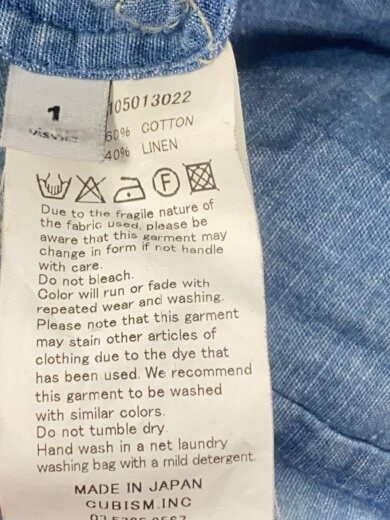 1
visvim
105013022
60% COTTON
40% LINEN
Due to the fragile nature of
the fabric used, please be
aware that this garment may
change in form if not handle
with care.
Do not bleach.
Color will run or fade with
repeated wear and washing.
Please note that this garment
may stain other articles of
clothing due to the dye that
has been used. We recommend
this garment to be washed
with similar colors.
Do not tumble dry.
Hand wash in a net laundry
washing bag with a mild detergent.
MADE IN JAPAN
CUBISM.INC